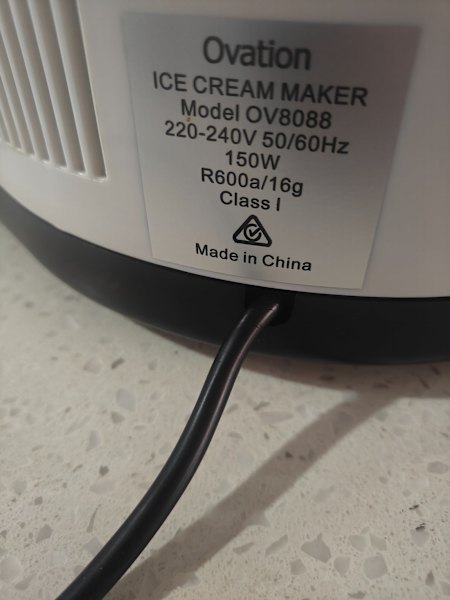 Ovation
ICE CREAM MAKER
Model OV8088
220-240V 50/60Hz
150W
R600a/16g
Class I
Made in China